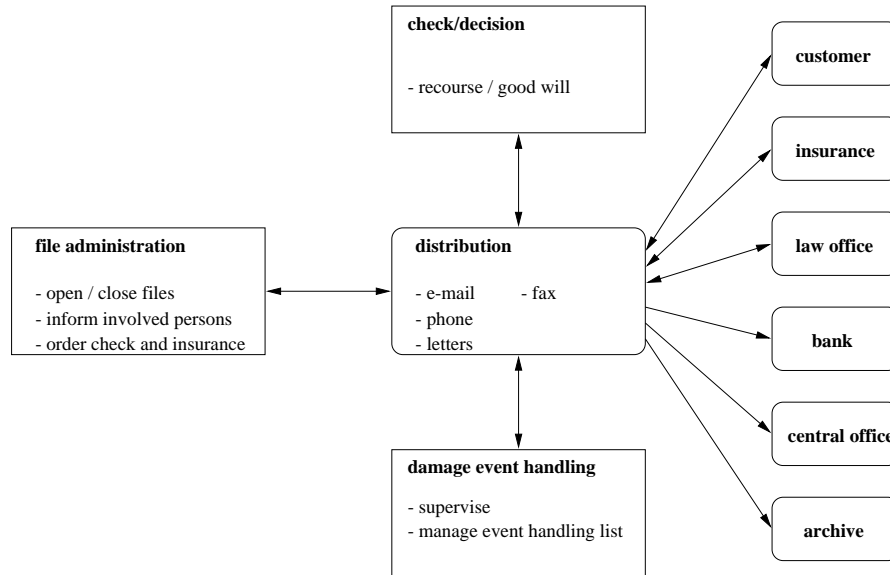 check/decision
- recourse / good will
file administration
- open / close files
- inform involved persons
- order check and insurance
distribution
- e-mail - fax
- phone
- letters
damage event handling
- supervise
- manage event handling list
customer
insurance
law office
bank
central office
archive